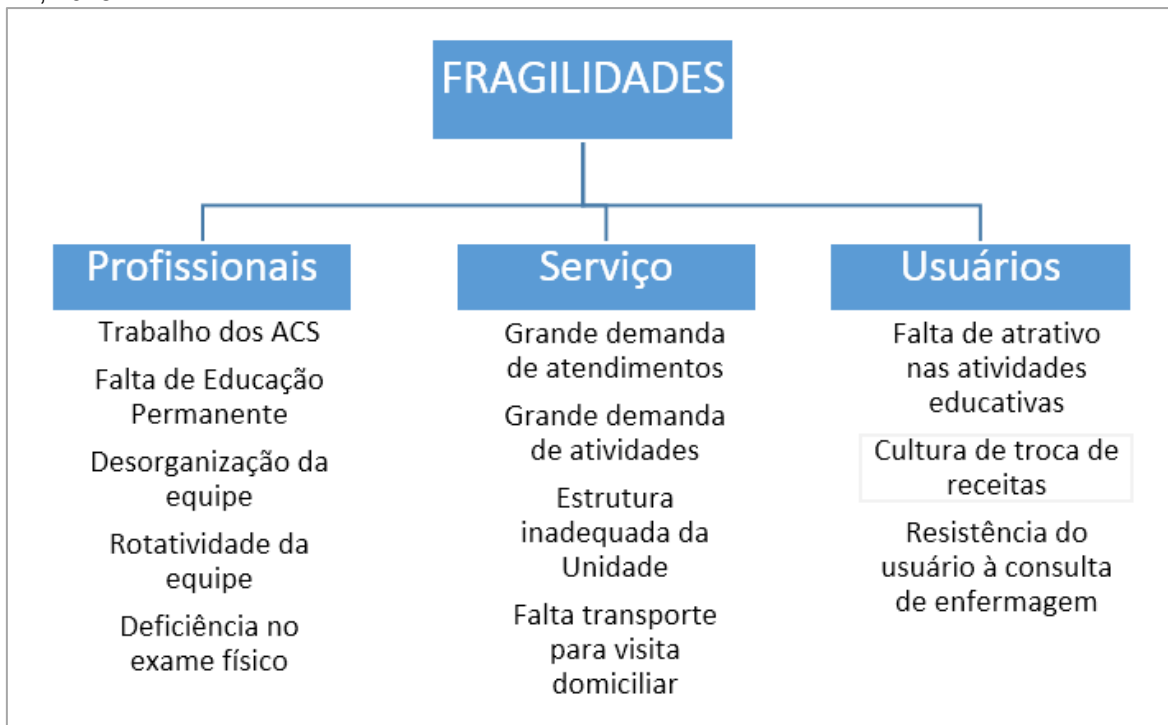 FRAGILIDADES
Profissionais
Trabalho dos ACS
Falta de Educação
Permanente
Desorganização da
equipe
Rotatividade da
equipe
Deficiência no
exame físico
Serviço
Grande demanda
de atendimentos
Grande demanda
de atividades
Estrutura
inadequada da
Unidade
Falta transporte
para visita
domiciliar
Usuários
Falta de atrativo
nas atividades
educativas
Cultura de troca de
receitas
Resistência do
usuário à consulta
de enfermagem